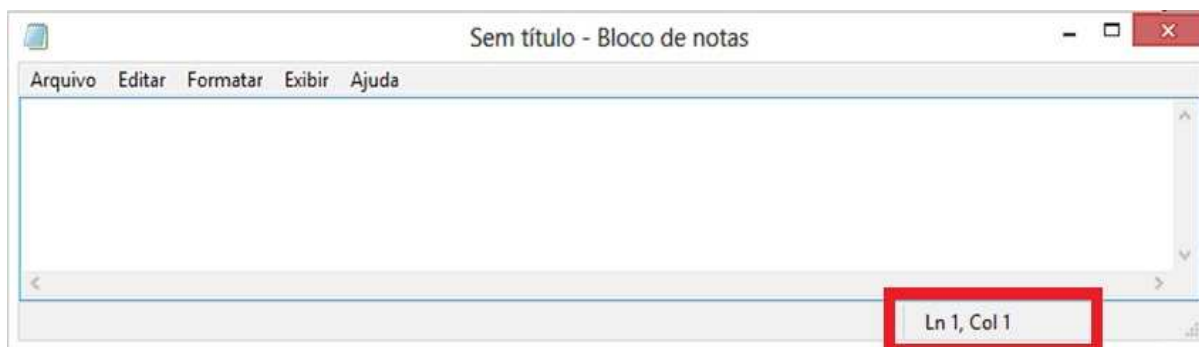 Sem título - Bloco de notas
Arquivo Editar Formatar Exibir Ajuda
Ln 1, Col 1